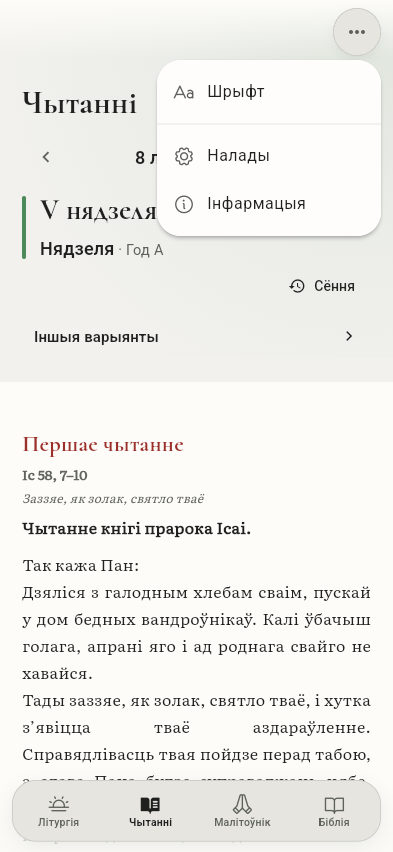 Шрыфт
Чытанні
8 л
Налады
V нядзеля
Інфармацыя
Нядзеля · Год А
Сёння
Іншыя варыянты
Першае чытанне
Іс 58, 7–10
Заззяе, як золак, святло тваё
Чытанне кнігі прарока Ісаі.
Так кажа Пан:
Дзяліся з галодным хлебам сваім, пускай
у дом бедных вандроўнікаў. Калі ўбачыш
голага, апрані яго і ад роднага свайго не
хавайся.
Тады заззяе, як золак, святло тваё, і хутка
з’явіцца тваё аздараўленне.
Справядлівасць твая пойдзе перад табою,
Літургія
Чытанні
Малітоўнік
Біблія